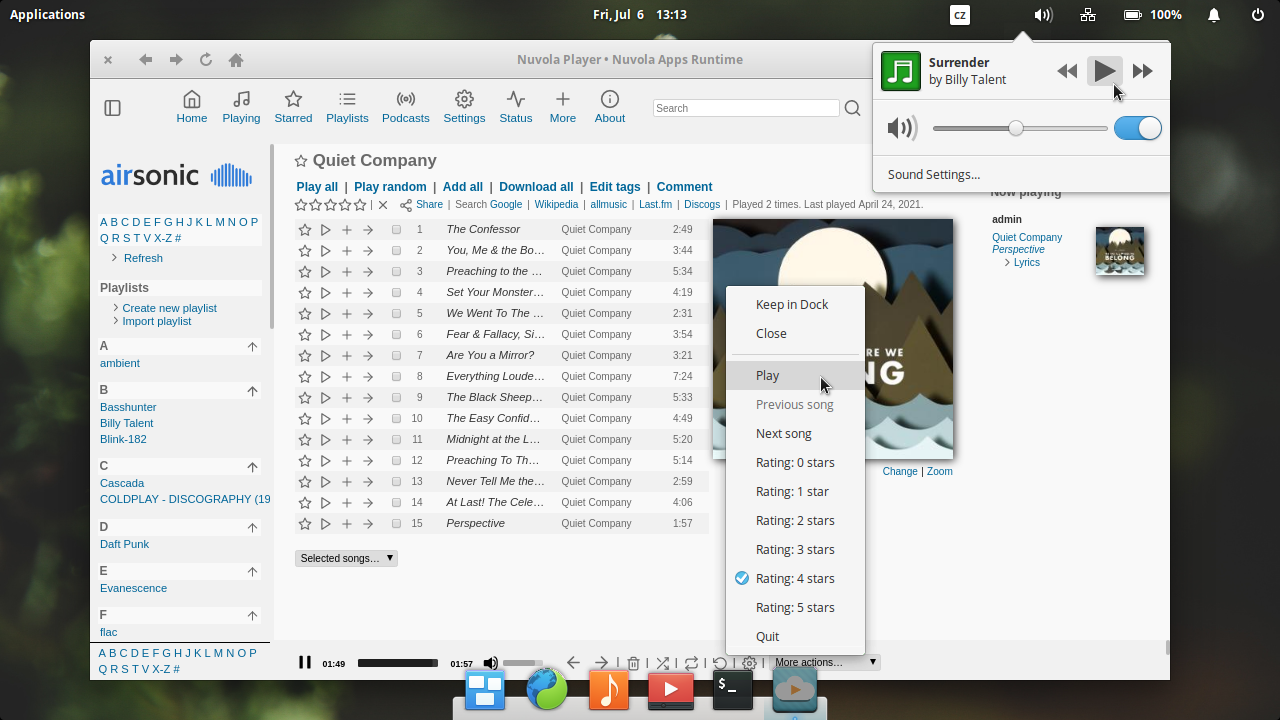 Applications
Fri, Jul 6 13:13
CZ
100%
Nuvola Player • Nuvola Apps Runtime
Surrender
by Billy Talent
Sound Settings...
Home
Playing
Starred
Playlists
Podcasts
Settings
Status
More
About
Search
airsonic
A B C D E F G H J K L M N O P
Q R S T V X-Z #
Refresh
Playlists
Create new playlist
Import playlist
A
ambient
B
Basshunter
Billy Talent
Blink-182
C
Cascada
COLDPLAY - DISCOGRAPHY (19
D
Daft Punk
E
Evanescence
F
flac
A B C D E F G H J K L M N O P
Q R S T V X-Z #
Quiet Company
Play all | Play random | Add all | Download all | Edit tags | Comment
| Share | Search Google | Wikipedia | allmusic | Last.fm | Discogs | Played 2 times. Last played April 24, 2021.
1 The Confessor Quiet Company 2:49
2 You, Me & the Bo… Quiet Company 3:44
3 Preaching to the … Quiet Company 5:34
4 Set Your Monster… Quiet Company 4:19
5 We Went To The … Quiet Company 2:31
6 Fear & Fallacy, Si… Quiet Company 3:54
7 Are You a Mirror? Quiet Company 3:21
8 Everything Loude… Quiet Company 7:24
9 The Black Sheep… Quiet Company 5:33
10 The Easy Confid… Quiet Company 4:49
11 Midnight at the L… Quiet Company 5:20
12 Preaching To Th… Quiet Company 5:14
13 Never Tell Me the… Quiet Company 2:59
14 At Last! The Cele… Quiet Company 4:06
15 Perspective Quiet Company 1:57
Selected songs…
RE WE
NG
Change | Zoom
Keep in Dock
Close
Play
Previous song
Next song
Rating: 0 stars
Rating: 1 star
Rating: 2 stars
Rating: 3 stars
Rating: 4 stars
Rating: 5 stars
Quit
Now playing
admin
Quiet Company
Perspective
Lyrics
BELONG
01:49
01:57
| | | | |
More actions…
$